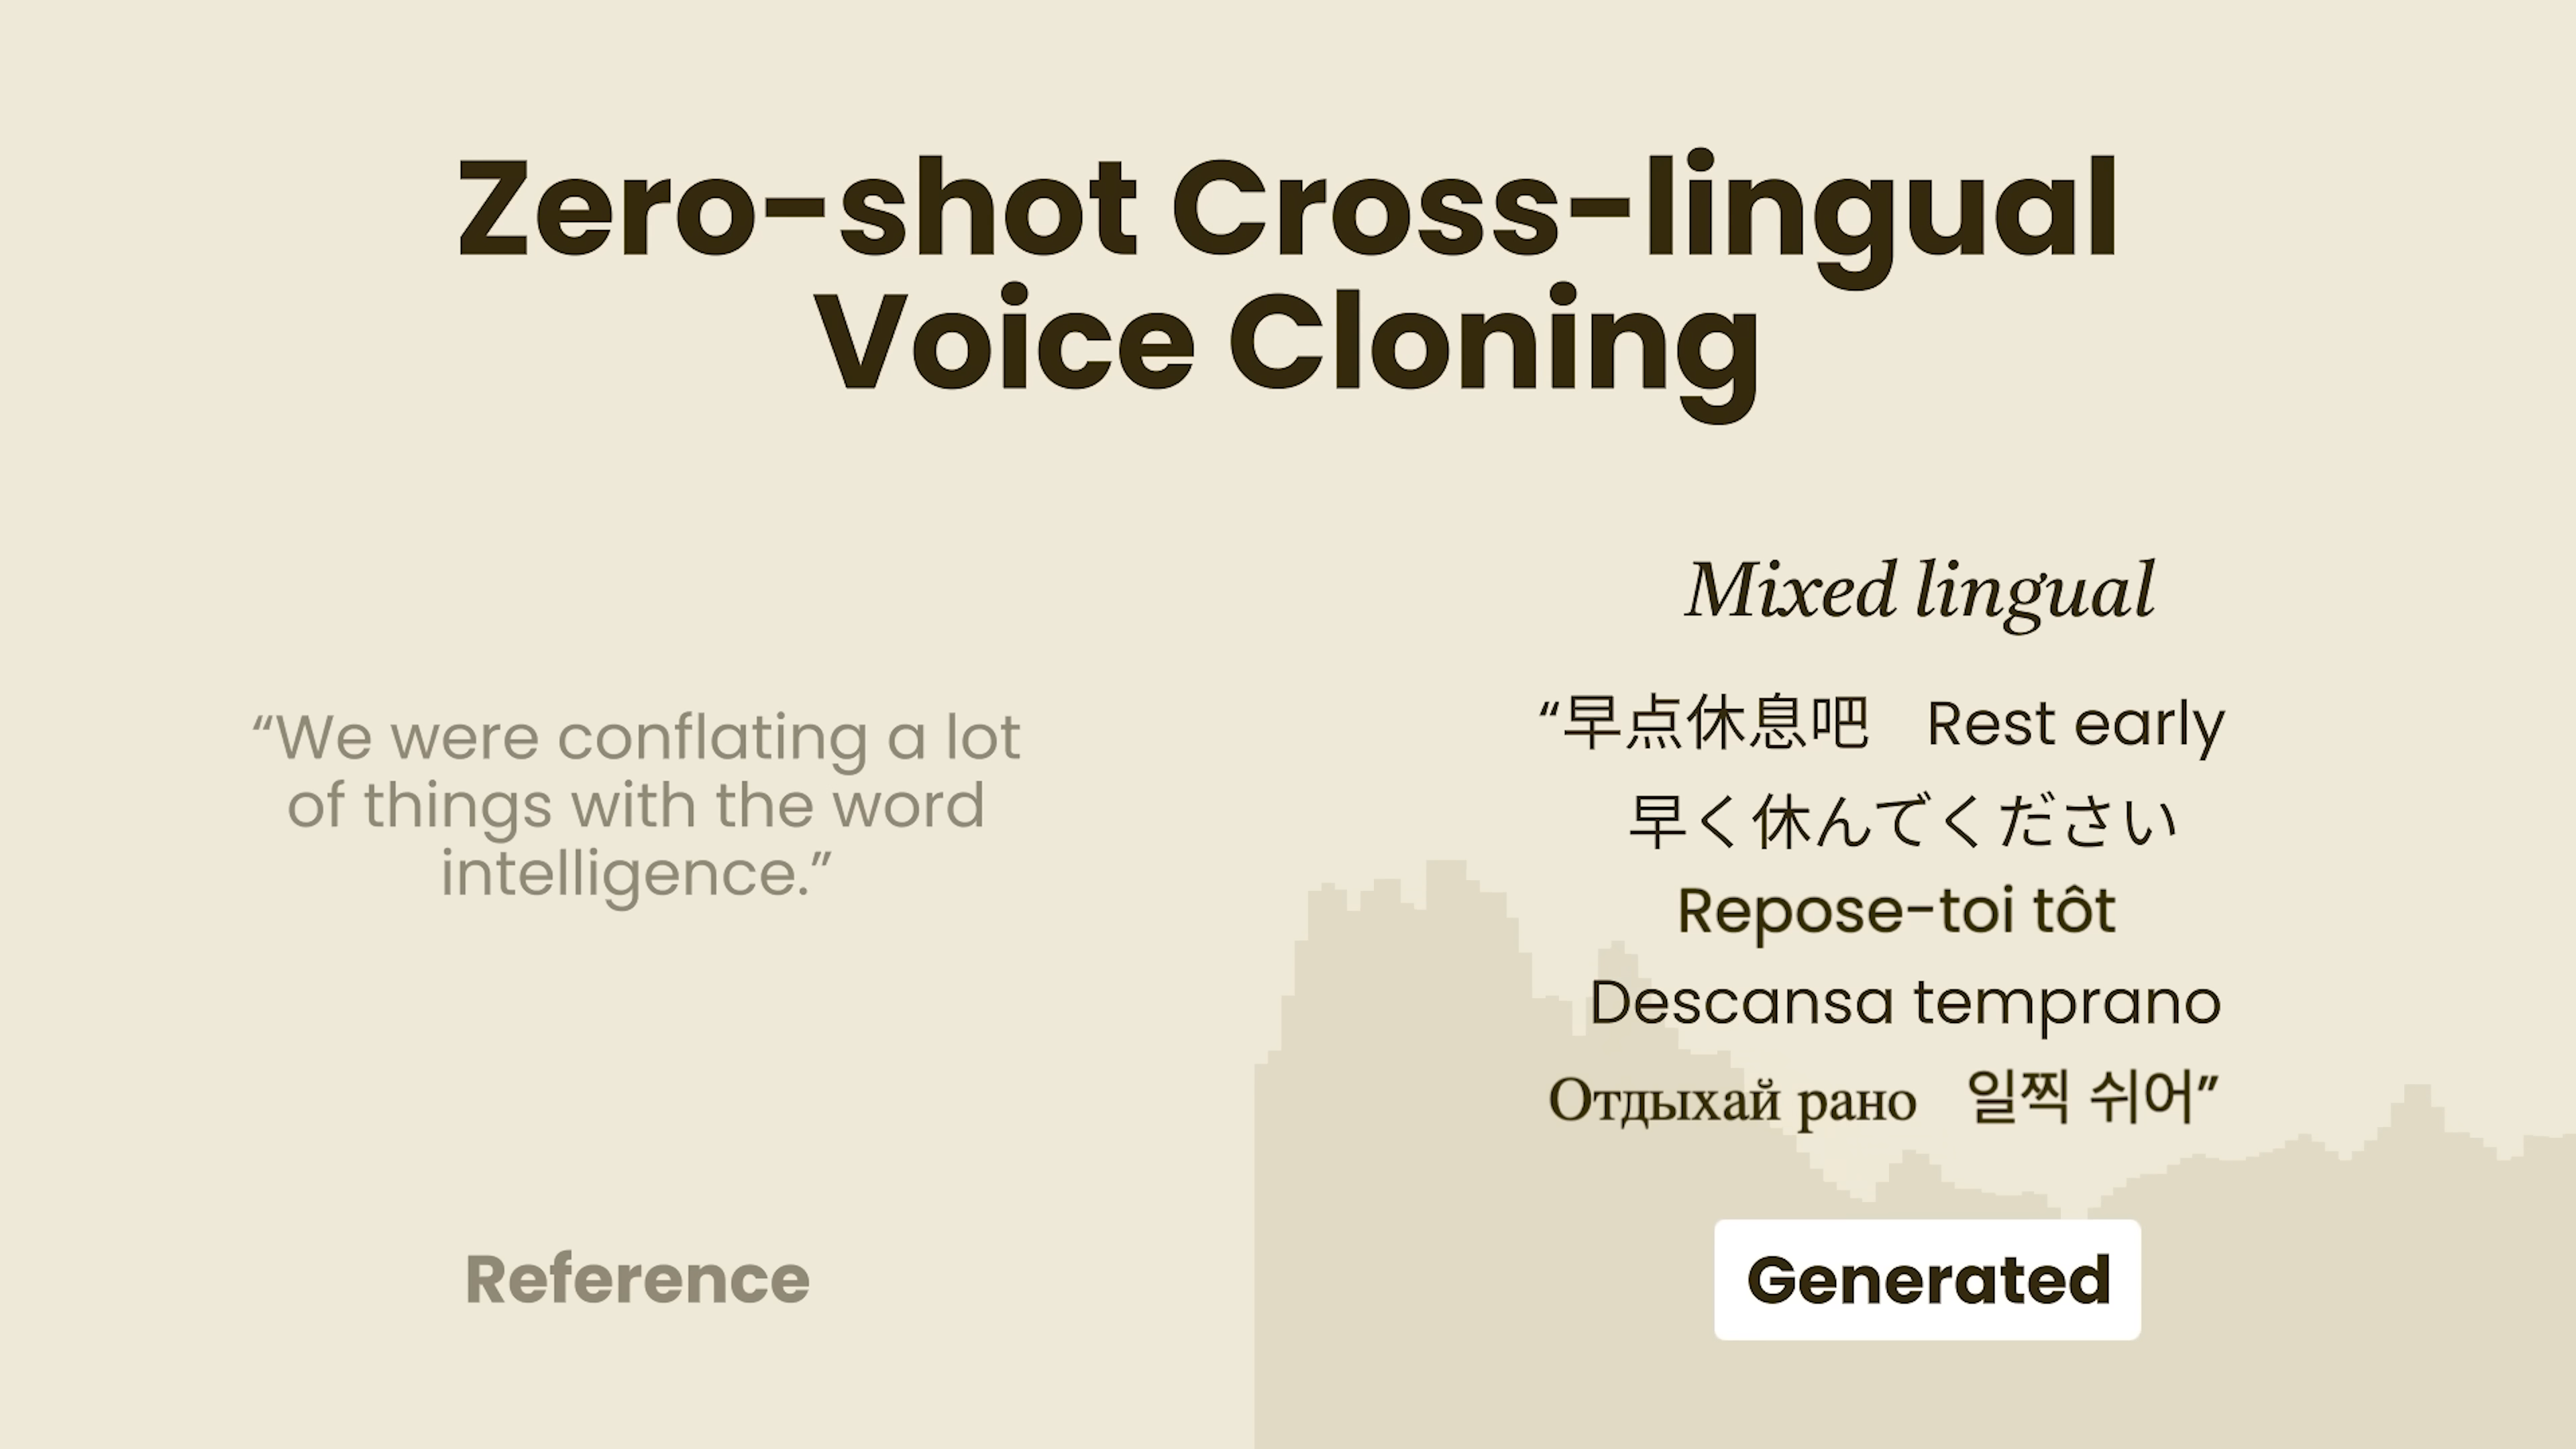 Zero-shot Cross-lingual
Voice Cloning
“We were conflating a lot
of things with the word
intelligence.”
Reference
Mixed lingual
“早点休息吧 Rest early
早く休んでください
Repose-toi tôt
Descansa temprano
Отдыхай рано 일찍 쉬어”
Generated